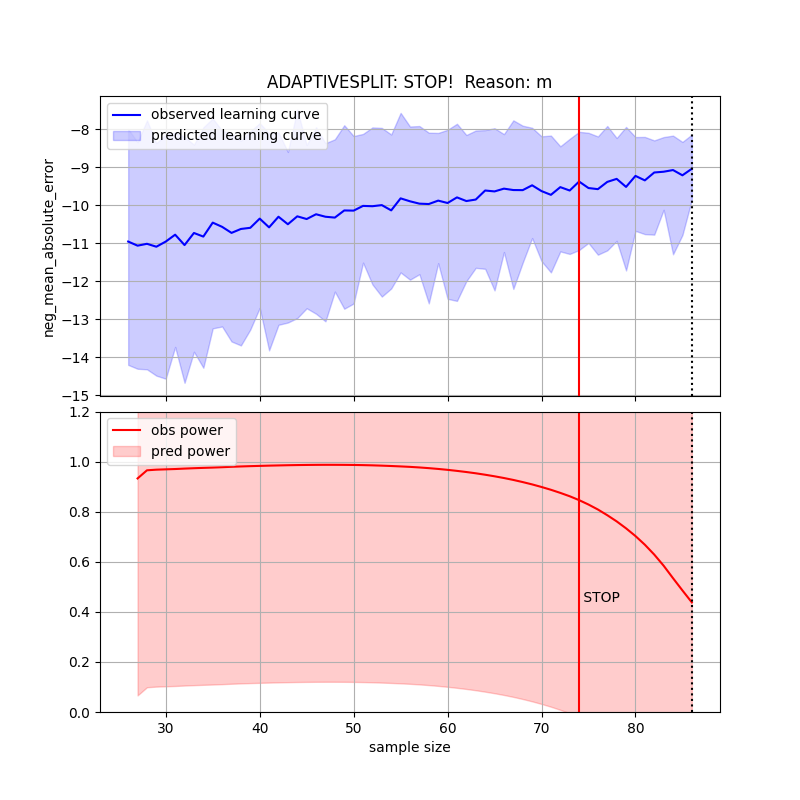 ADAPTIVESPLIT: STOP!  Reason: m
observed learning curve
predicted learning curve
neg_mean_absolute_error
−8
−9
−10
−11
−12
−13
−14
−15
obs power
pred power
1.2
1.0
0.8
0.6
0.4
0.2
0.0
STOP
30 40 50 60 70 80
sample size